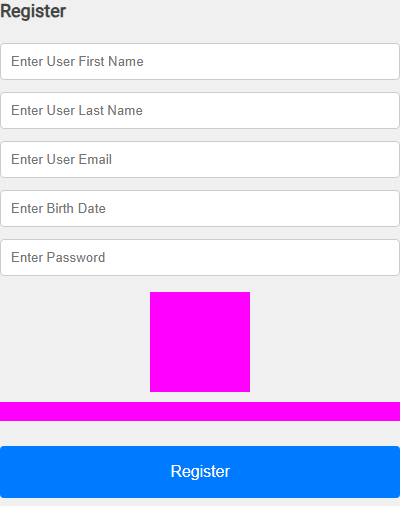 Register
Enter User First Name
Enter User Last Name
Enter User Email
Enter Birth Date
Enter Password
Register